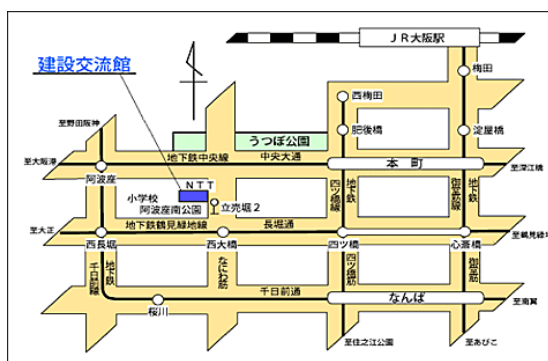 JR大阪駅
建設交流館
梅田
西梅田
至野田阪神
うつぼ公園
肥後橋
淀屋橋
地下鉄中央線
中央大通
至大阪港
本町
至深江橋
阿波座
NTT
小学校
阿波座南公園
立売堀2
四ツ橋線
地下鉄
御堂筋線
地下鉄
地下鉄鶴見緑地線
長堀通
至大正
至鶴見緑地
西長堀
西大橋
四ツ橋
心斎橋
千日前線
地下鉄
なにわ筋
四ツ橋筋
御堂筋
千日前通
なんば
至南巽
桜川
至住之江公園
至あびこ